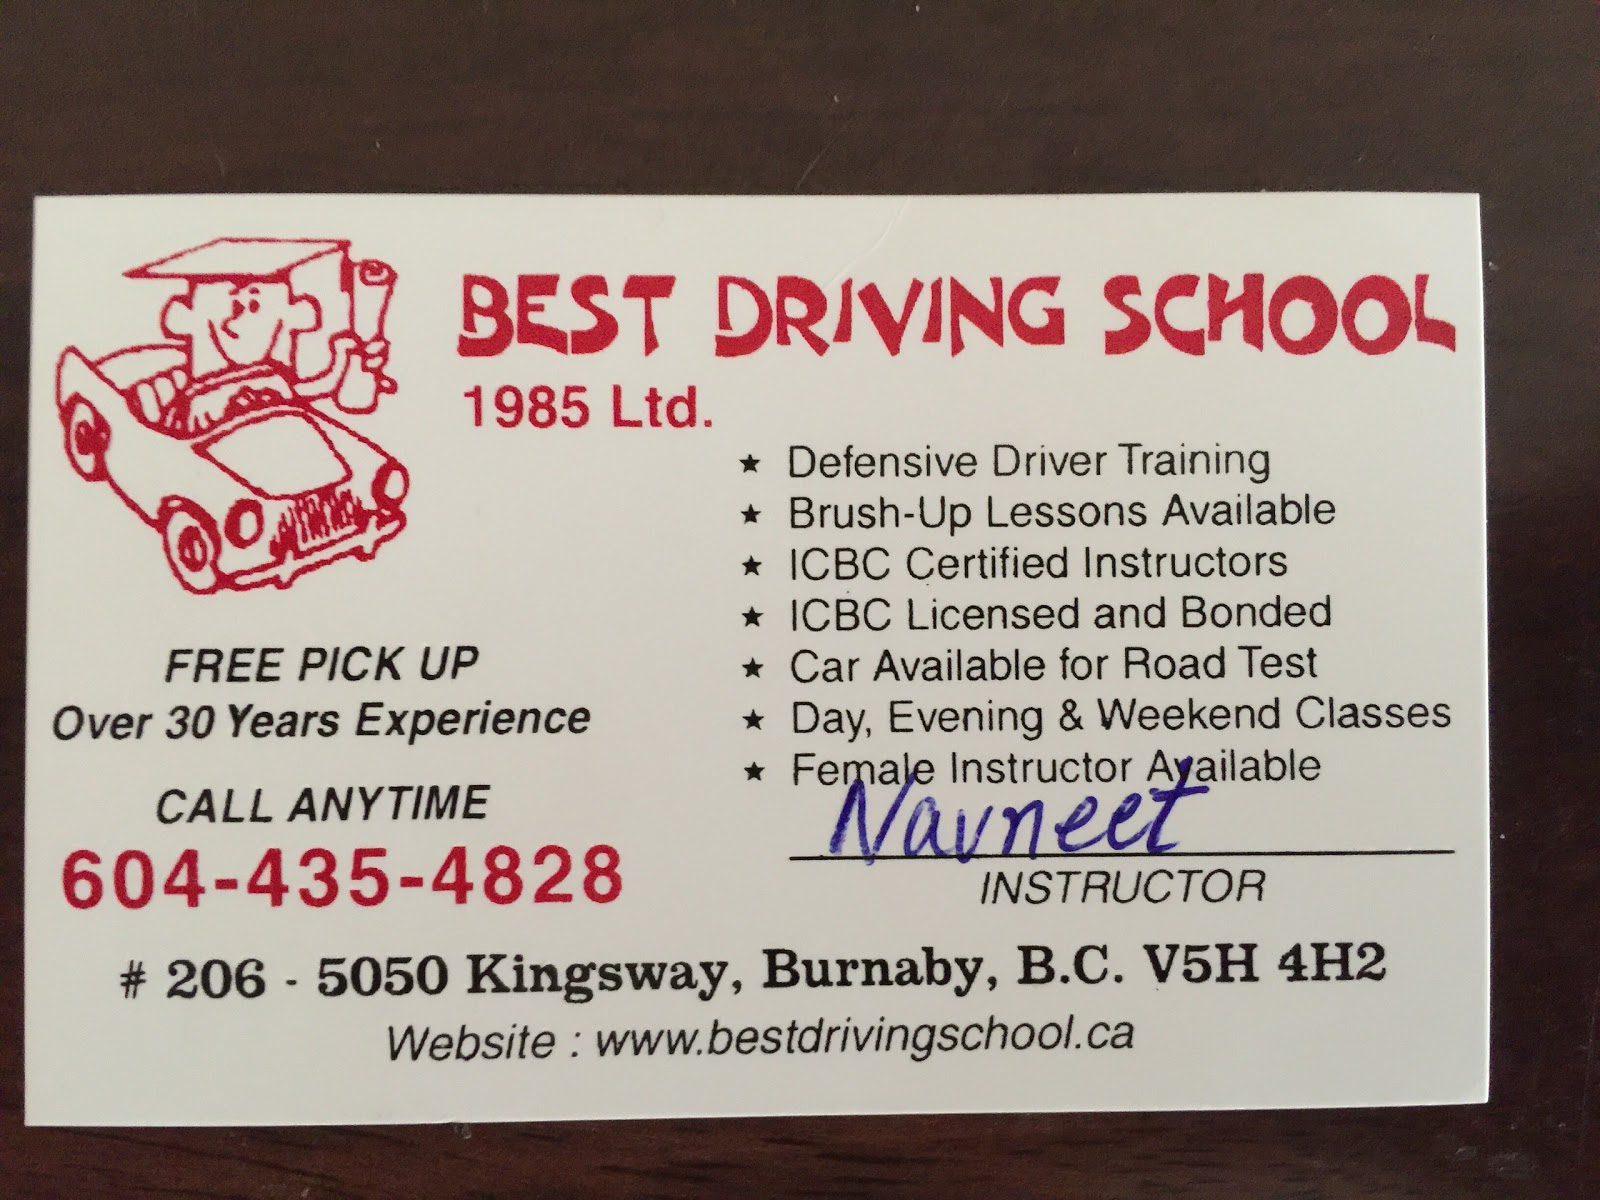 BEST DRIVING SCHOOL
1985 Ltd.
★ Defensive Driver Training
★ Brush-Up Lessons Available
★ ICBC Certified Instructors
★ ICBC Licensed and Bonded
★ Car Available for Road Test
★ Day, Evening & Weekend Classes
★ Female Instructor Available
Navneet
INSTRUCTOR
FREE PICK UP
Over 30 Years Experience
CALL ANYTIME
604-435-4828
# 206 - 5050 Kingsway, Burnaby, B.C. V5H 4H2
Website : www.bestdrivingschool.ca